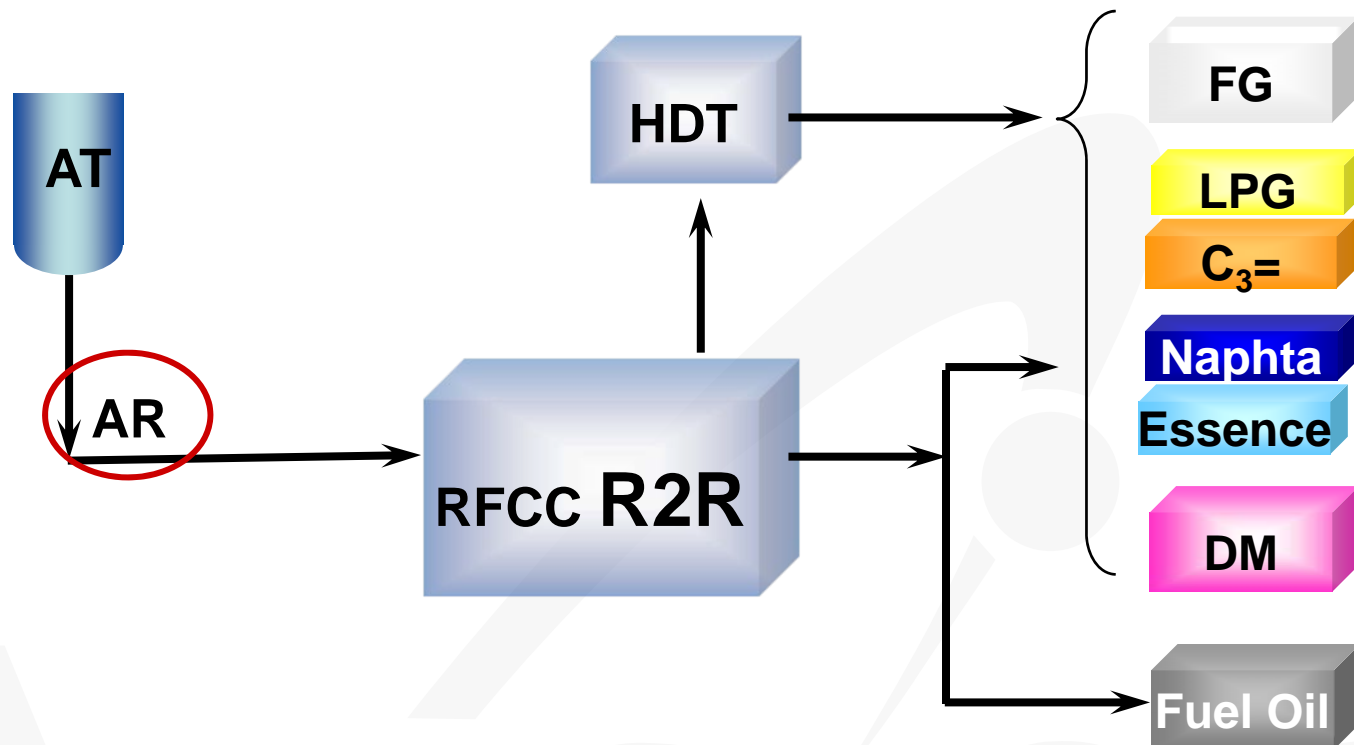 AT
AR
HDT
RFCC R2R
FG
LPG
C₃=
Naphta
Essence
DM
Fuel Oil